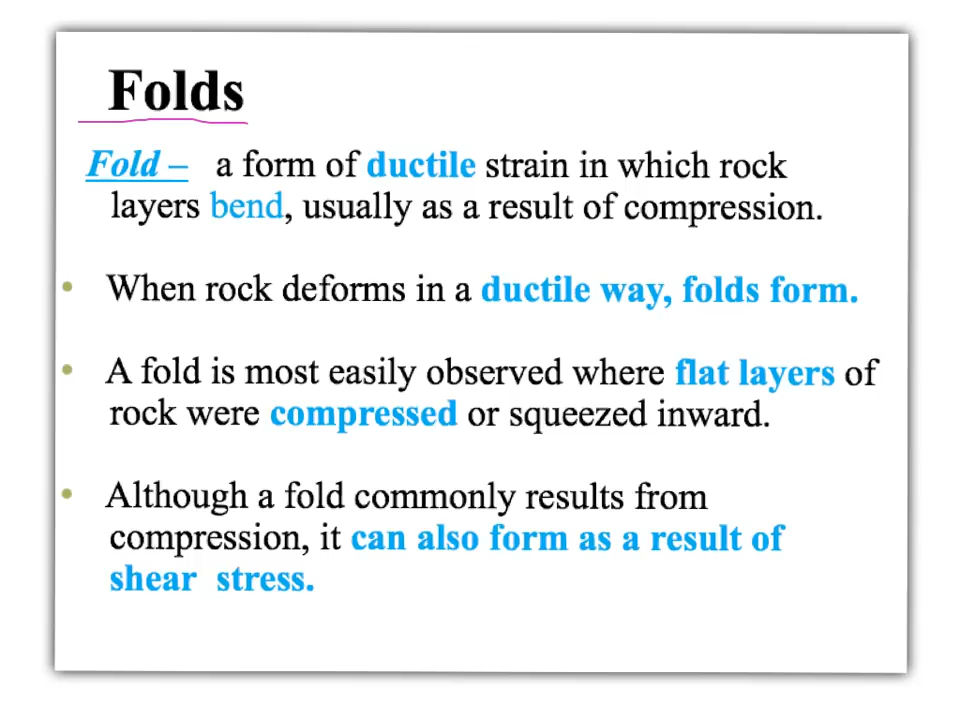 Folds
Fold – a form of ductile strain in which rock
layers bend, usually as a result of compression.
• When rock deforms in a ductile way, folds form.
• A fold is most easily observed where flat layers of
rock were compressed or squeezed inward.
• Although a fold commonly results from
compression, it can also form as a result of
shear stress.